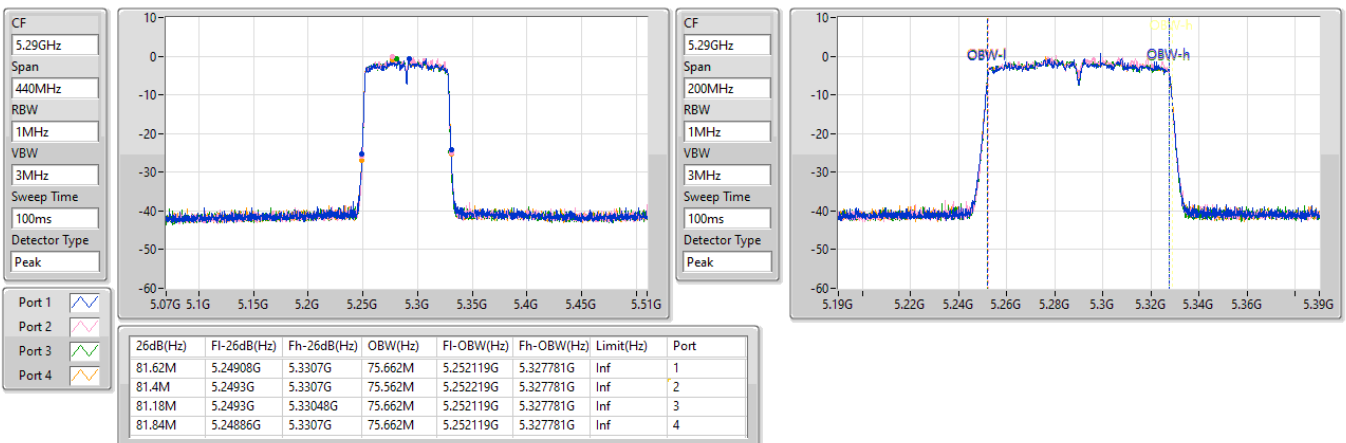 CF
5.29GHz
Span
440MHz
RBW
1MHz
VBW
3MHz
Sweep Time
100ms
Detector Type
Peak
10-
0-
-10-
-20-
-30-
-40-
-50-
-60-
5.07G 5.1G 5.15G 5.2G 5.25G 5.3G 5.35G 5.4G 5.45G 5.51G
CF
5.29GHz
Span
200MHz
RBW
1MHz
VBW
3MHz
Sweep Time
100ms
Detector Type
Peak
10-
0-
-10-
-20-
-30-
-40-
-50-
-60-
OBW-l OBW-h
5.19G 5.22G 5.24G 5.26G 5.28G 5.3G 5.32G 5.34G 5.36G 5.39G
Port 1
Port 2
Port 3
Port 4
26dB(Hz) Fl-26dB(Hz) Fh-26dB(Hz) OBW(Hz) Fl-OBW(Hz) Fh-OBW(Hz) Limit(Hz) Port
81.62M 5.24908G 5.3307G 75.662M 5.252119G 5.327781G Inf 1
81.4M 5.2493G 5.3307G 75.562M 5.252219G 5.327781G Inf 2
81.18M 5.2493G 5.33048G 75.662M 5.252119G 5.327781G Inf 3
81.84M 5.24886G 5.3307G 75.662M 5.252119G 5.327781G Inf 4